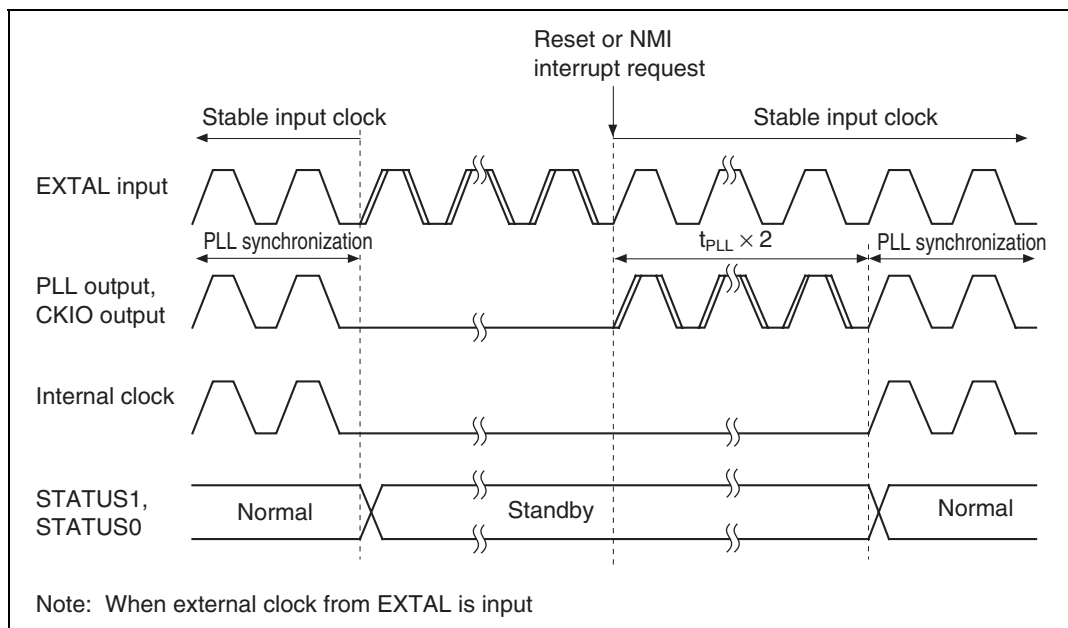 Reset or NMI
interrupt request
Stable input clock
Stable input clock
EXTAL input
PLL synchronization
tPLL × 2
PLL synchronization
PLL output,
CKIO output
Internal clock
STATUS1,
STATUS0
Normal
Standby
Normal
Note: When external clock from EXTAL is input